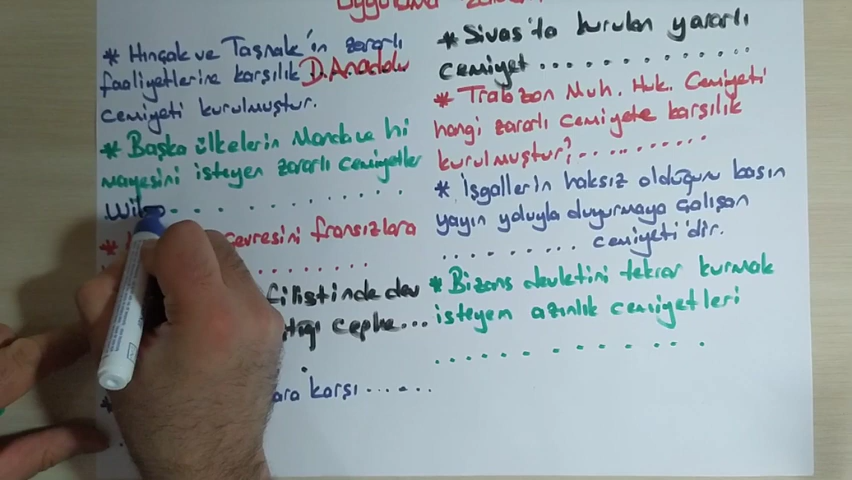 * Hınçak ve Taşnak'ın zararlı
faaliyetlerine karşılık D.Anadolu
cemiyeti kurulmuştur.
* Başka ülkelerin Manda ve hi
mayesini isteyen zararlı cemiyetler
Wilso. . . . . . . . . . .
* çevresini fransızlara
. . . . . . .
filistinde dev
cephe...
ara karşı ......
* Sivas'ta kurulan yararlı
cemiyet . . . . . . . . . . . .
* Trabzon Muh. Huk. Cemiyeti
hangi zararlı cemiyete karşılık
kurulmuştur? . . . . . . . . . .
* İşgallerin haksız olduğunu basın
yayın yoluyla duyurmaya çalışan
. . . . . . . . . cemiyeti'dir.
* Bizans devletini tekrar kurmak
isteyen azınlık cemiyetleri
. . . . . . . . . . . . .